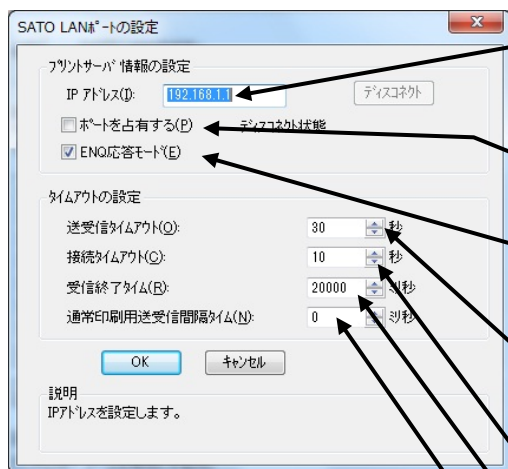 SATO LANﾎﾟｰﾄの設定
ﾌﾟﾘﾝﾄｻｰﾊﾞ情報の設定
IP ｱﾄﾞﾚｽ(I): 192.168.1.1 ﾃﾞｨｽｺﾈｸﾄ
ﾎﾟｰﾄを占有する(P) ﾃﾞｨｽｺﾈｸﾄ状態
ENQ応答ﾓｰﾄﾞ(E)
ﾀｲﾑｱｳﾄの設定
送受信ﾀｲﾑｱｳﾄ(O): 30 秒
接続ﾀｲﾑｱｳﾄ(C): 10 秒
受信終了ﾀｲﾑ(R): 20000 ﾐﾘ秒
通常印刷用送受信間隔ﾀｲﾑ(N): 0 ﾐﾘ秒
OK ｷｬﾝｾﾙ
説明
IPｱﾄﾞﾚｽを設定します。